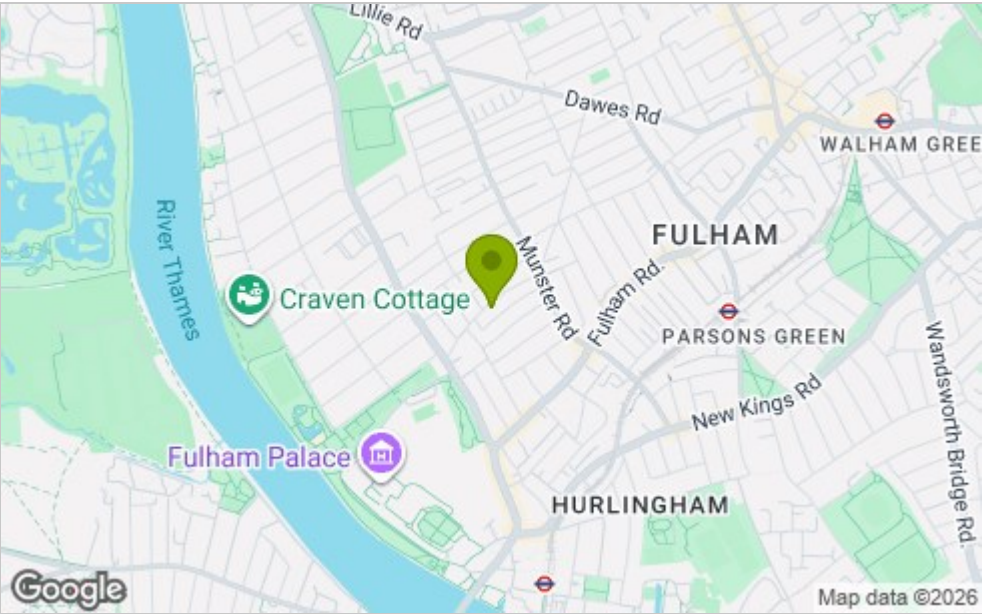 Lillie Rd
Dawes Rd
WALHAM GREE
River Thames
FULHAM
Munster Rd
Fulham Rd.
Craven Cottage
PARSONS GREEN
Wandsworth Bridge Rd.
New Kings Rd
Fulham Palace
HURLINGHAM
Google
Map data ©2026